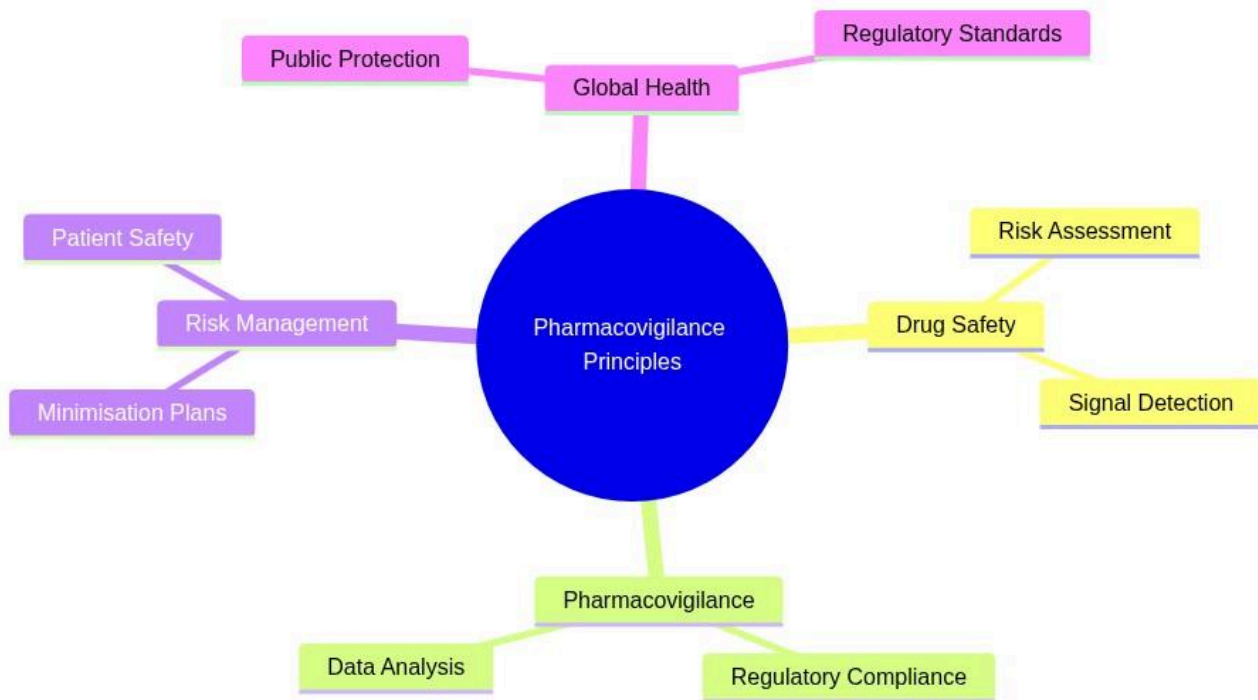 Regulatory Standards
Public Protection
Global Health
Patient Safety
Risk Management
Minimisation Plans
Pharmacovigilance
Principles
Risk Assessment
Drug Safety
Signal Detection
Pharmacovigilance
Data Analysis
Regulatory Compliance